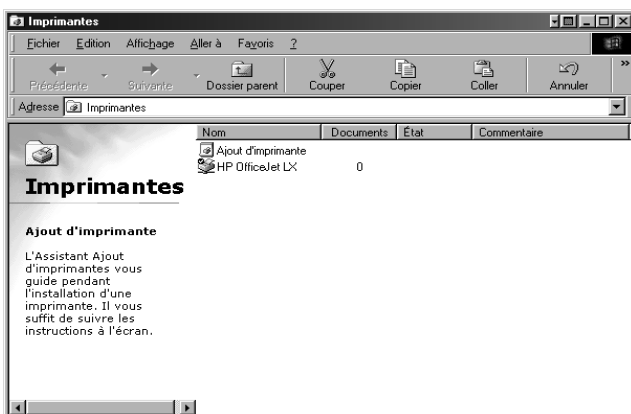 Imprimantes
Fichier Edition Affichage Aller à Favoris ?
Précédente Suivante Dossier parent Couper Copier Coller Annuler »
Adresse Imprimantes
Nom Documents État Commentaire
Ajout d'imprimante
HP OfficeJet LX 0
Imprimantes
Ajout d'imprimante
L'Assistant Ajout
d'imprimantes vous
guide pendant
l'installation d'une
imprimante. Il vous
suffit de suivre les
instructions à l'écran.